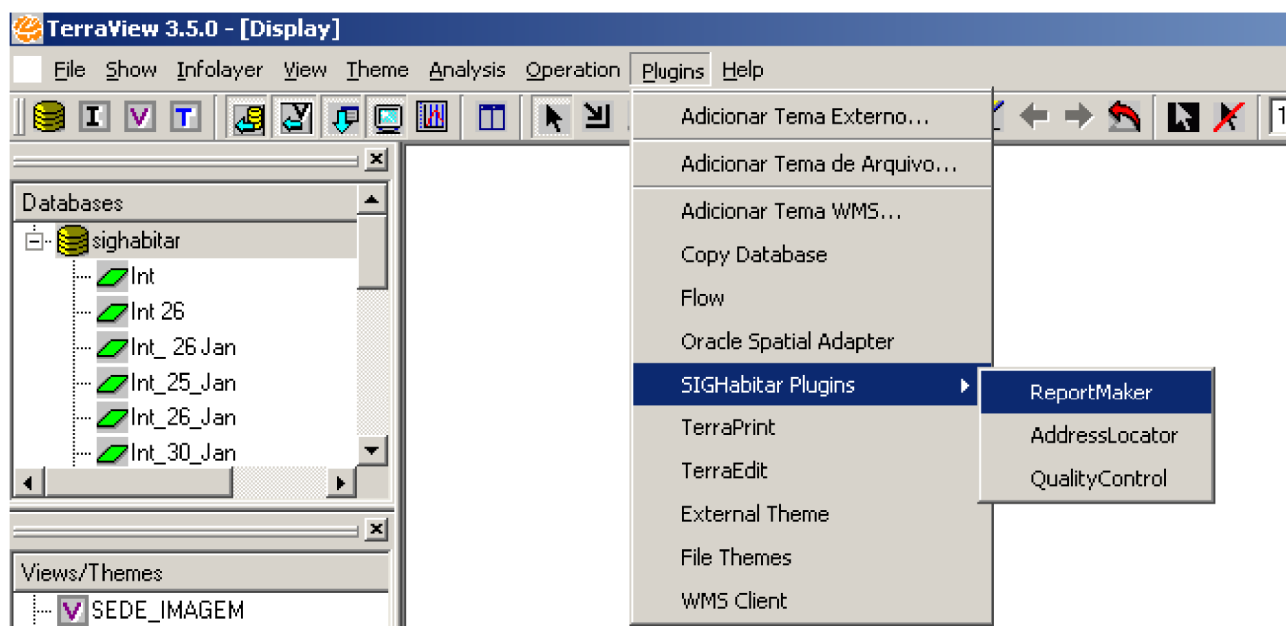 TerraView 3.5.0 - [Display]
File Show Infolayer View Theme Analysis Operation Plugins Help
I V T
1
Databases
sighabitar
Int
Int 26
Int_ 26 Jan
Int_25_Jan
Int_26_Jan
Int_30_Jan
Views/Themes
V SEDE_IMAGEM
Adicionar Tema Externo...
Adicionar Tema de Arquivo...
Adicionar Tema WMS...
Copy Database
Flow
Oracle Spatial Adapter
SIGHabitar Plugins
TerraPrint
TerraEdit
External Theme
File Themes
WMS Client
ReportMaker
AddressLocator
QualityControl